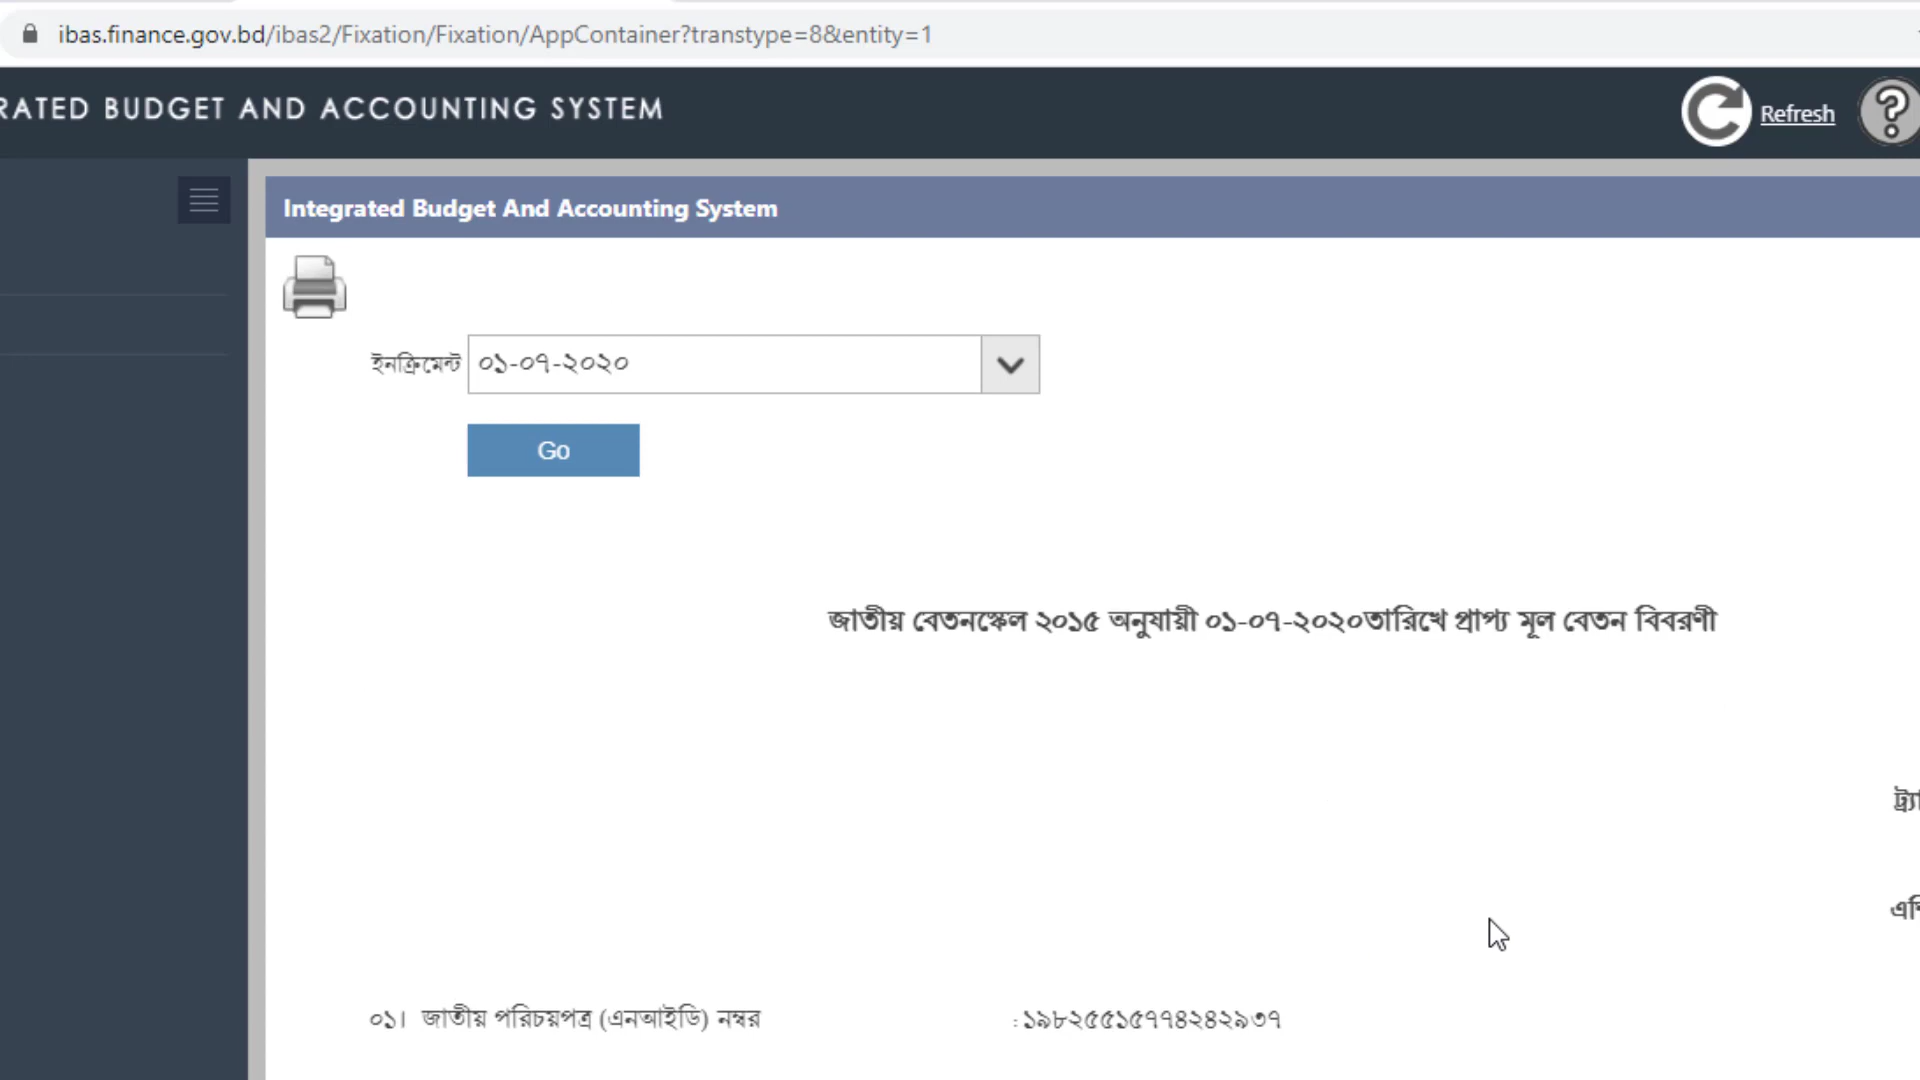 ibas.finance.gov.bd/ibas2/Fixation/Fixation/AppContainer?transtype=8&entity=1
RATED BUDGET AND ACCOUNTING SYSTEM
Refresh
Integrated Budget And Accounting System
ইনক্রিমেন্ট ০১-০৭-২০২০
Go
জাতীয় বেতনস্কেল ২০১৫ অনুযায়ী ০১-০৭-২০২০তারিখে প্রাপ্য মূল বেতন বিবরণী
০১। জাতীয় পরিচয়পত্র (এনআইডি) নম্বর : ১৯৮২৫৫১৫৭৭৪২৪২৯৩৭